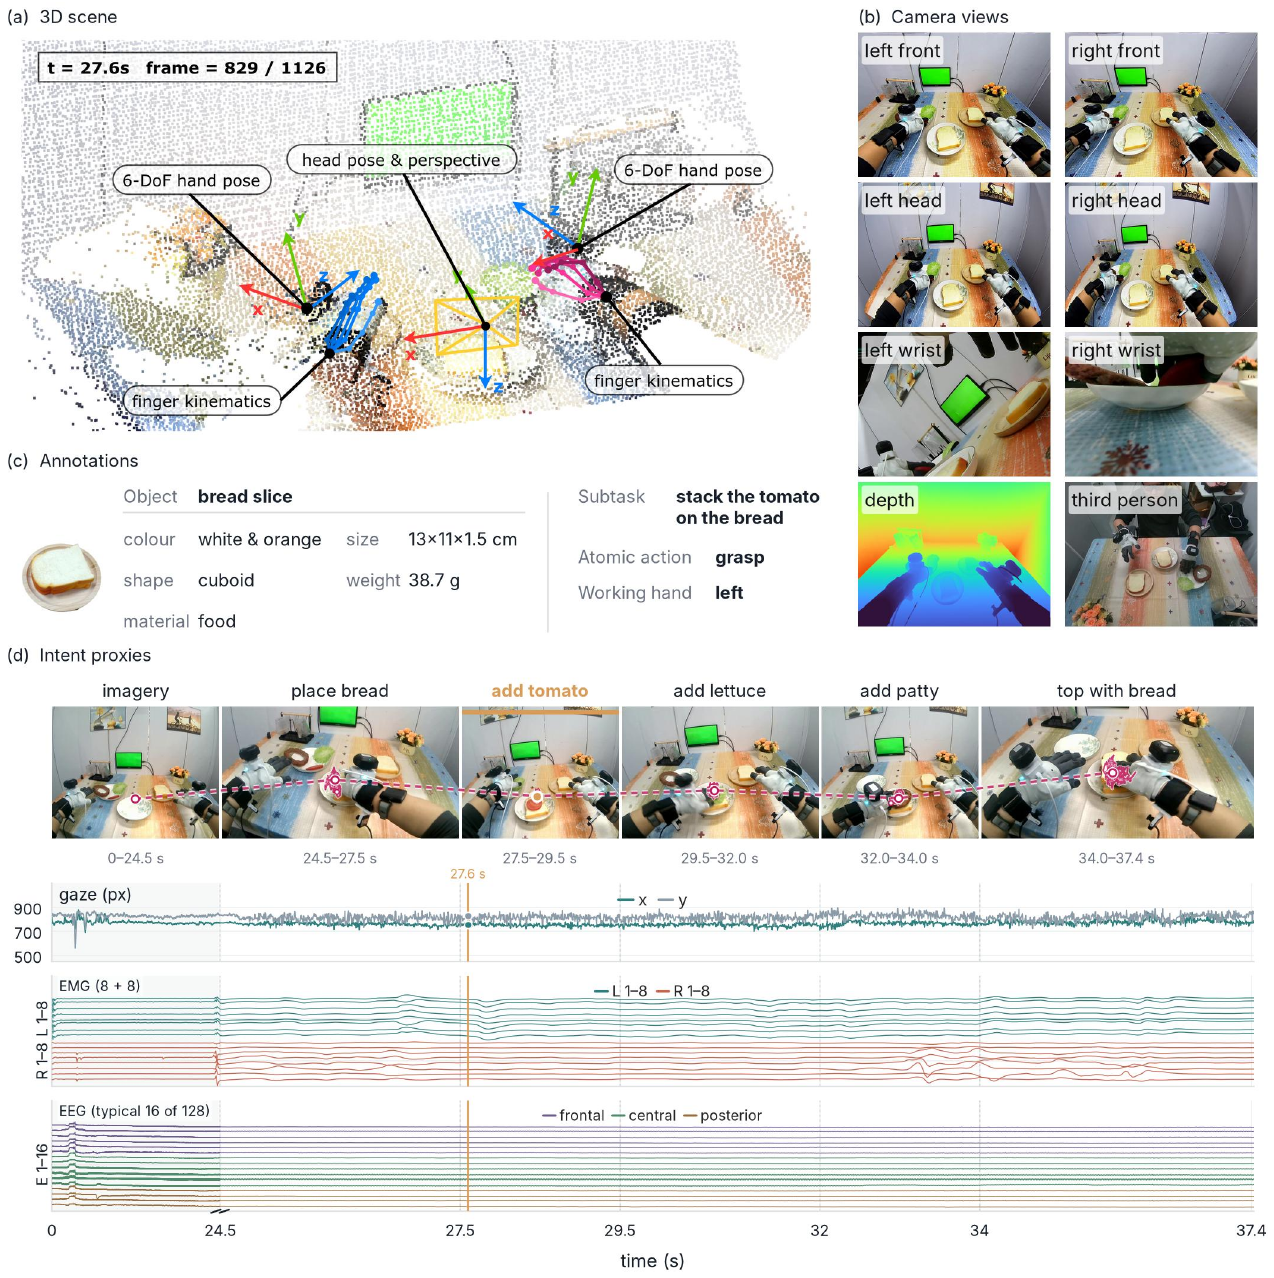 (a) 3D scene
t = 27.6s frame = 829 / 1126
6-DoF hand pose
head pose & perspective
6-DoF hand pose
y
z
x
y
z
x
x
z
finger kinematics
finger kinematics
(b) Camera views
left front
right front
left head
right head
left wrist
right wrist
depth
third person
(c) Annotations
Object bread slice
colour white & orange size 13×11×1.5 cm
shape cuboid weight 38.7 g
material food
Subtask stack the tomato
on the bread
Atomic action grasp
Working hand left
(d) Intent proxies
imagery place bread add tomato add lettuce add patty top with bread
0–24.5 s 24.5–27.5 s 27.5–29.5 s 29.5–32.0 s 32.0–34.0 s 34.0–37.4 s
27.6 s
gaze (px)
x y
900
700
500
EMG (8 + 8)
L 1–8 R 1–8
L 1–8
R 1–8
EEG (typical 16 of 128)
frontal central posterior
E 1–16
0 24.5 27.5 29.5 32 34 37.4
time (s)